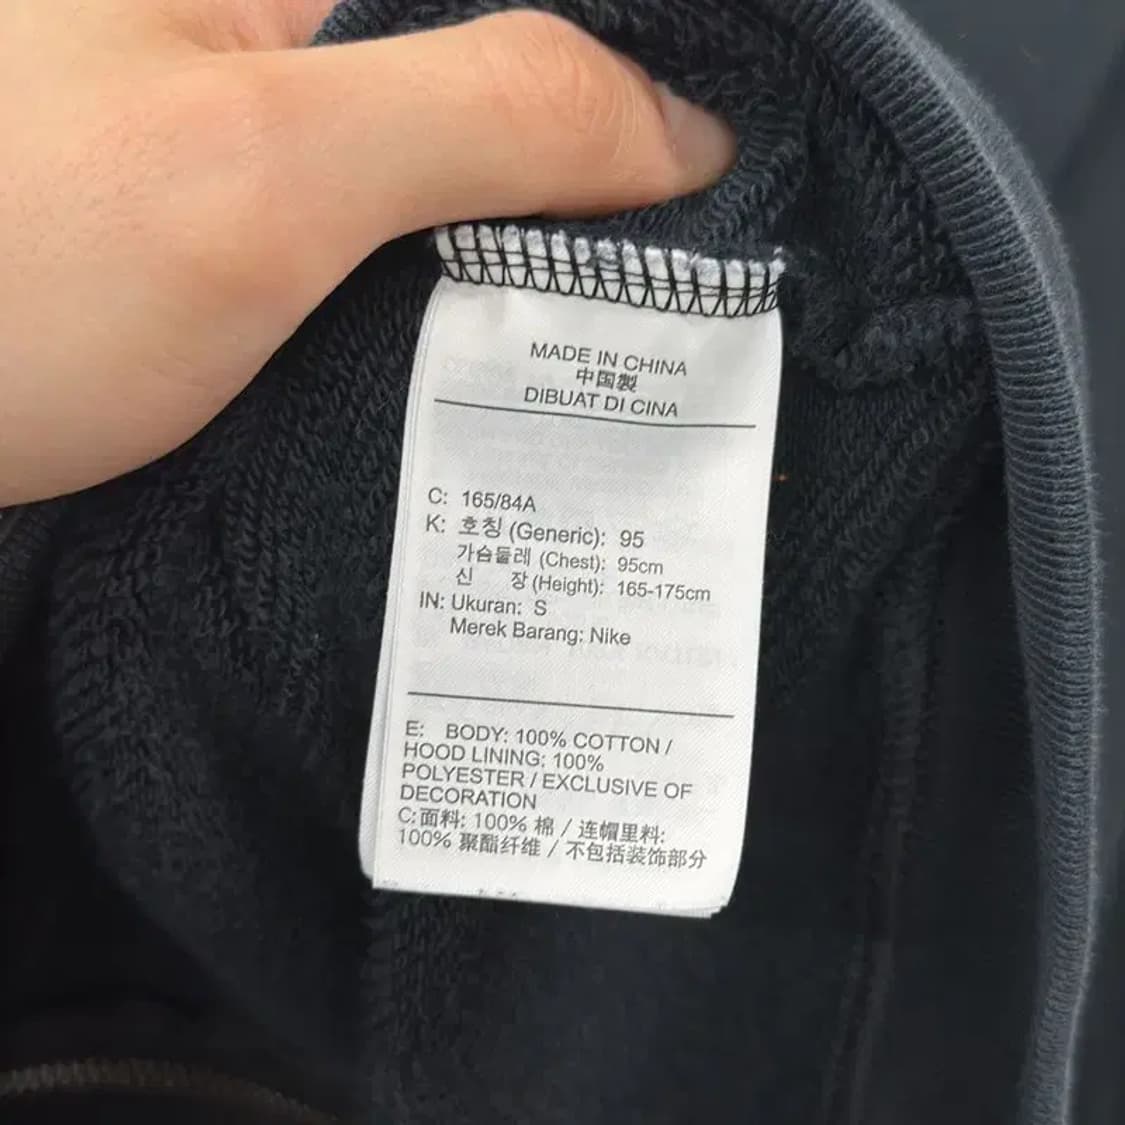 MADE IN CHINA
中国製
DIBUAT DI CINA
C: 165/84A
K: 호칭 (Generic): 95
가슴둘레 (Chest): 95cm
신 장 (Height): 165-175cm
IN: Ukuran: S
Merek Barang: Nike
E: BODY: 100% COTTON /
HOOD LINING: 100%
POLYESTER / EXCLUSIVE OF
DECORATION
C:面料: 100% 棉 / 连帽里料:
100% 聚酯纤维 / 不包括装饰部分